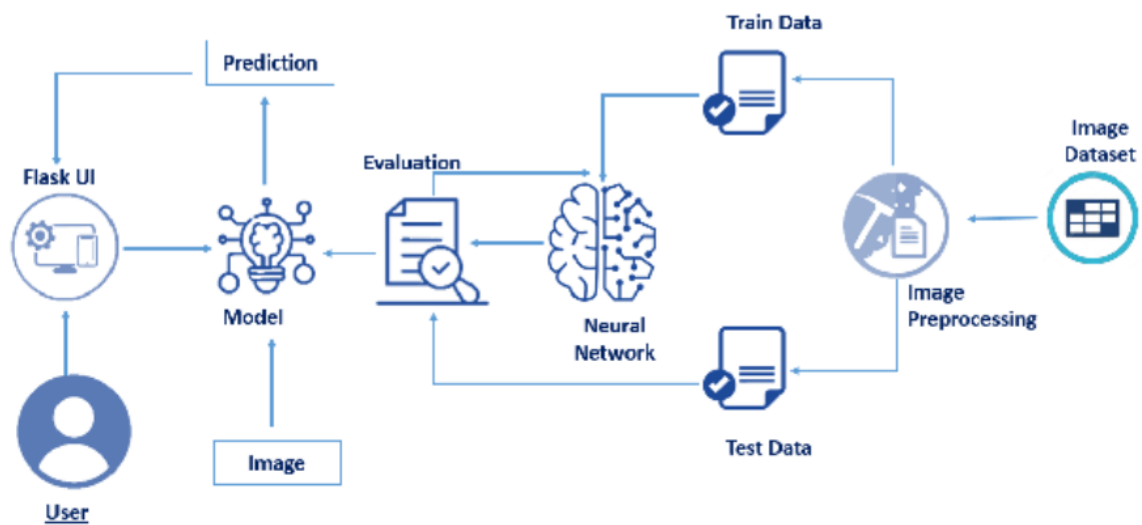 Train Data
Prediction
Image
Dataset
Evaluation
Flask UI
Model
Neural
Network
Image
Preprocessing
Image
Test Data
User